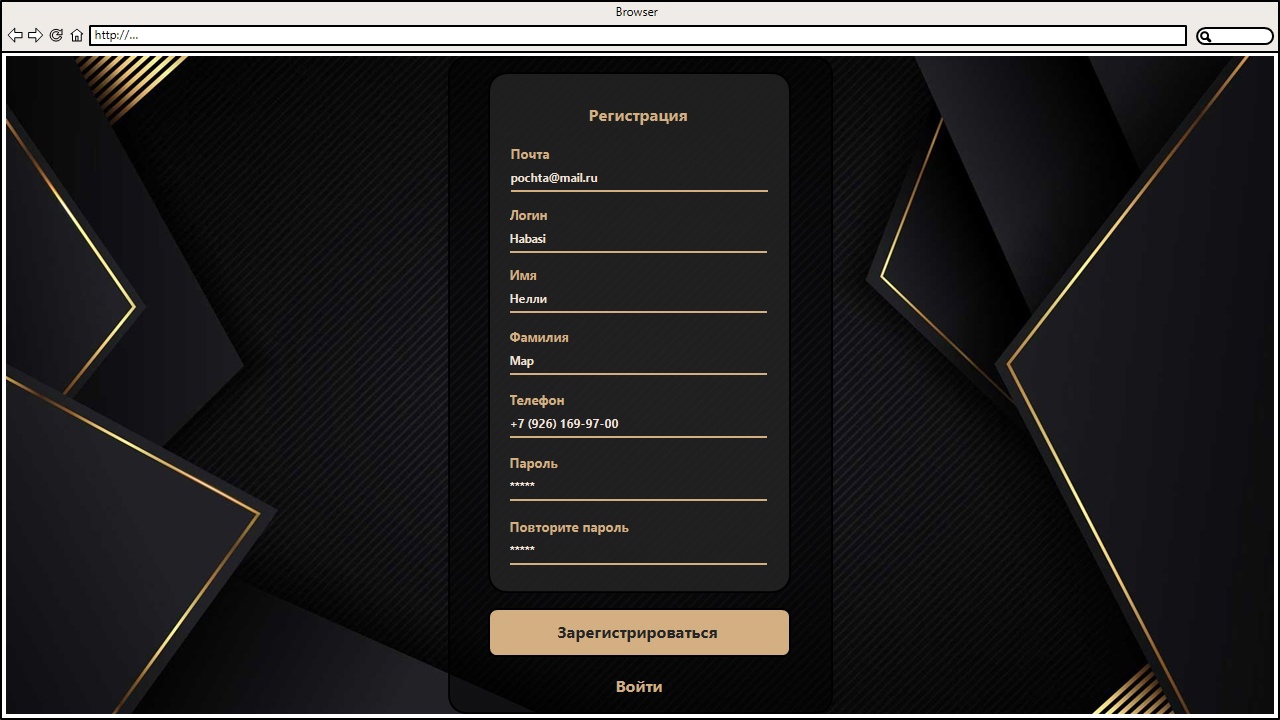 Browser
http://...
Регистрация
Почта
pochta@mail.ru
Логин
Habasi
Имя
Нелли
Фамилия
Мар
Телефон
+7 (926) 169-97-00
Пароль
*****
Повторите пароль
*****
Зарегистрироваться
Войти